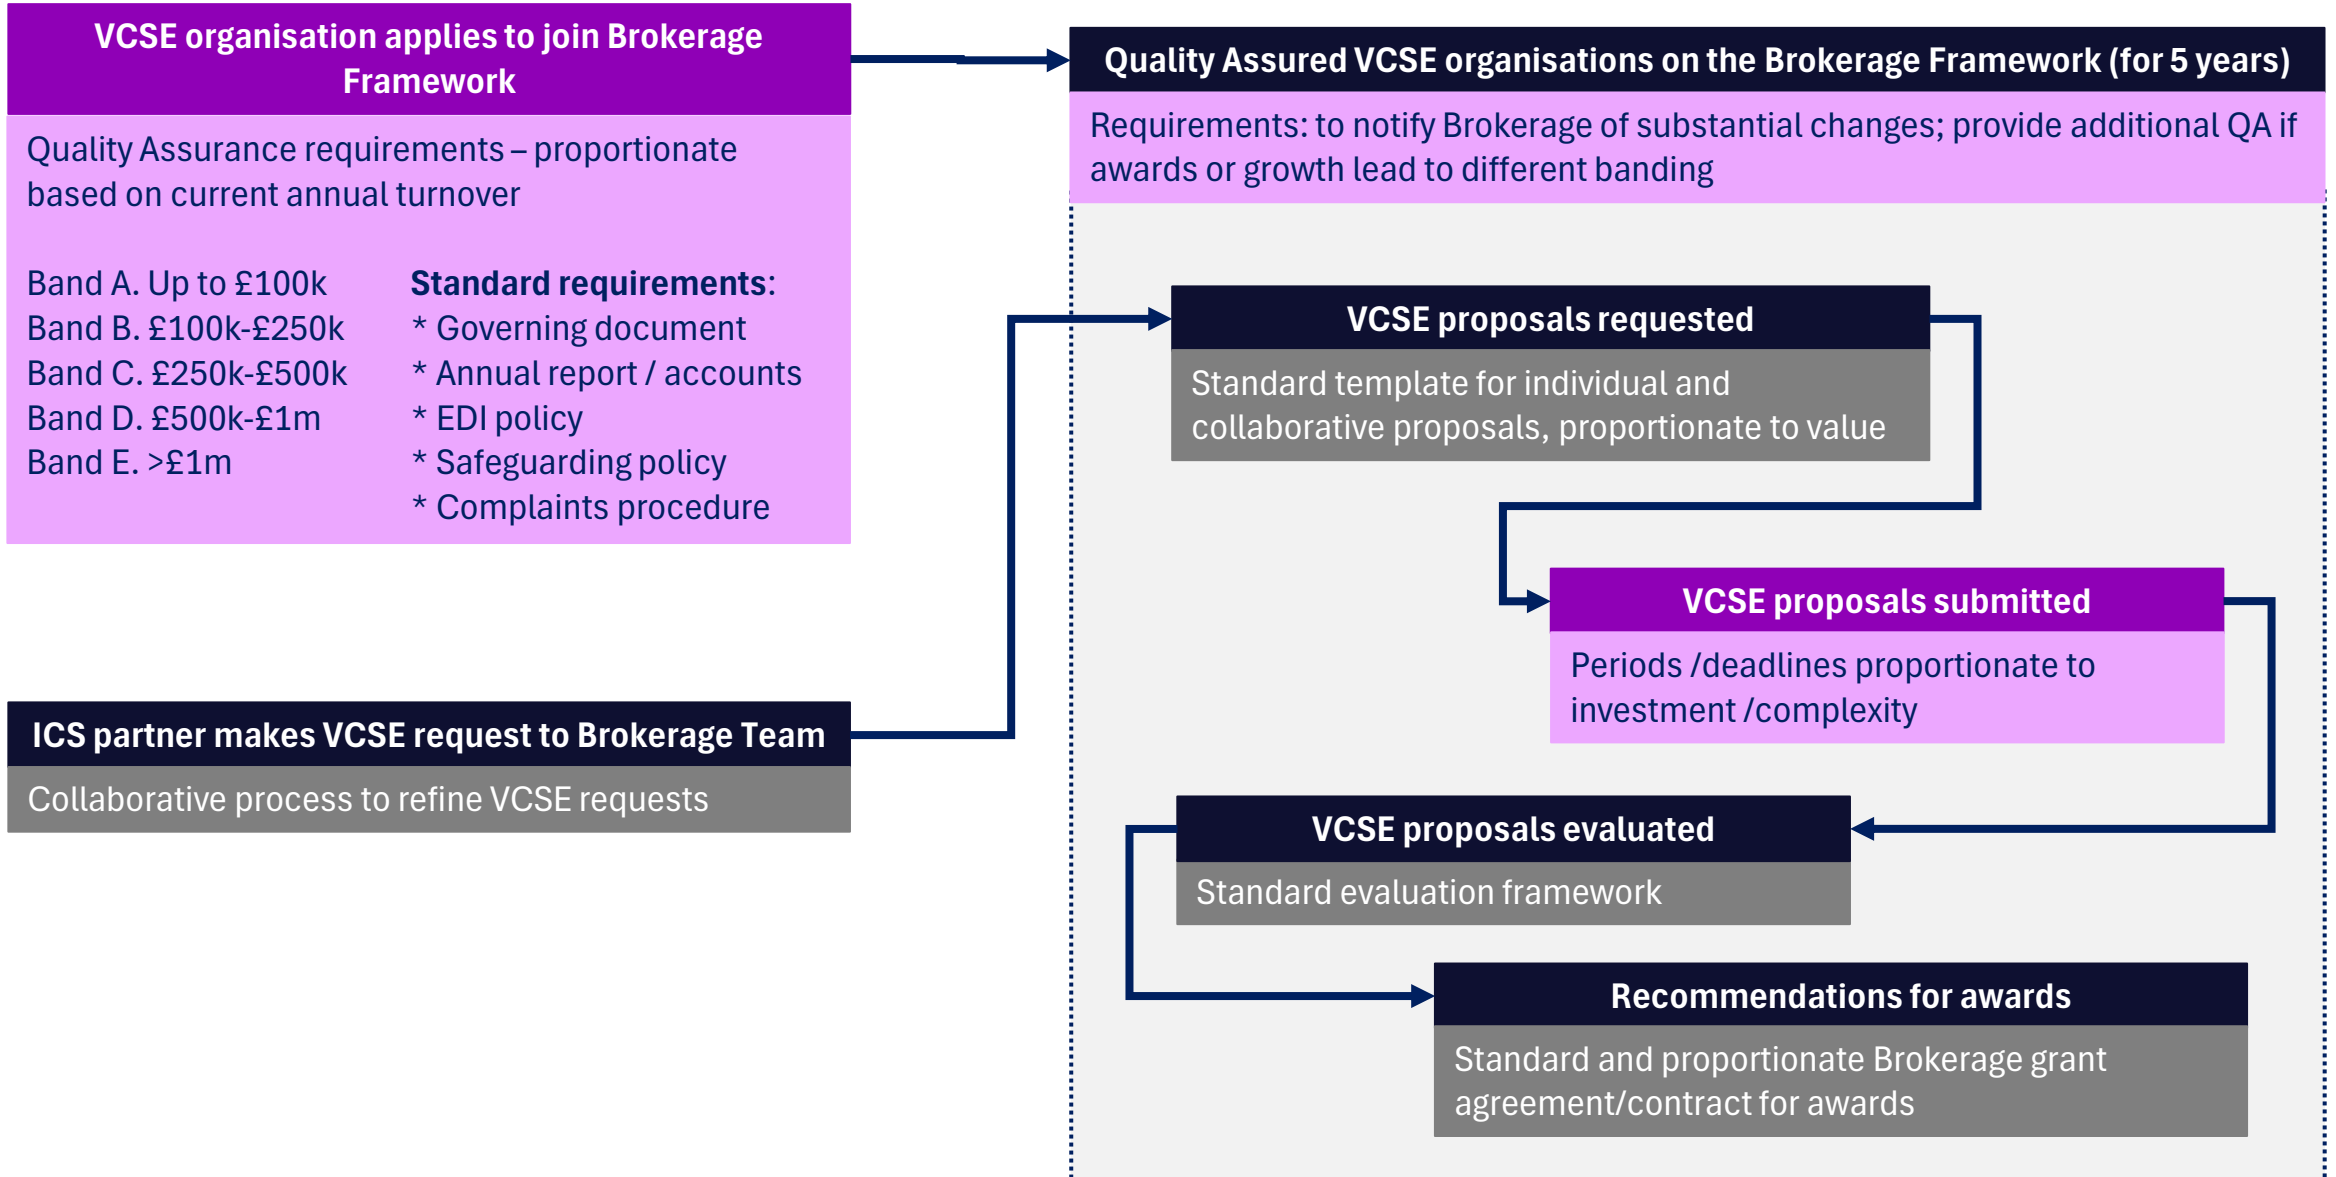 VCSE organisation applies to join Brokerage
Framework
Quality Assurance requirements – proportionate
based on current annual turnover
Band A. Up to £100k
Band B. £100k-£250k
Band C. £250k-£500k
Band D. £500k-£1m
Band E. >£1m
Standard requirements:
* Governing document
* Annual report / accounts
* EDI policy
* Safeguarding policy
* Complaints procedure
ICS partner makes VCSE request to Brokerage Team
Collaborative process to refine VCSE requests
Quality Assured VCSE organisations on the Brokerage Framework (for 5 years)
Requirements: to notify Brokerage of substantial changes; provide additional QA if
awards or growth lead to different banding
VCSE proposals requested
Standard template for individual and
collaborative proposals, proportionate to value
VCSE proposals submitted
Periods /deadlines proportionate to
investment /complexity
VCSE proposals evaluated
Standard evaluation framework
Recommendations for awards
Standard and proportionate Brokerage grant
agreement/contract for awards